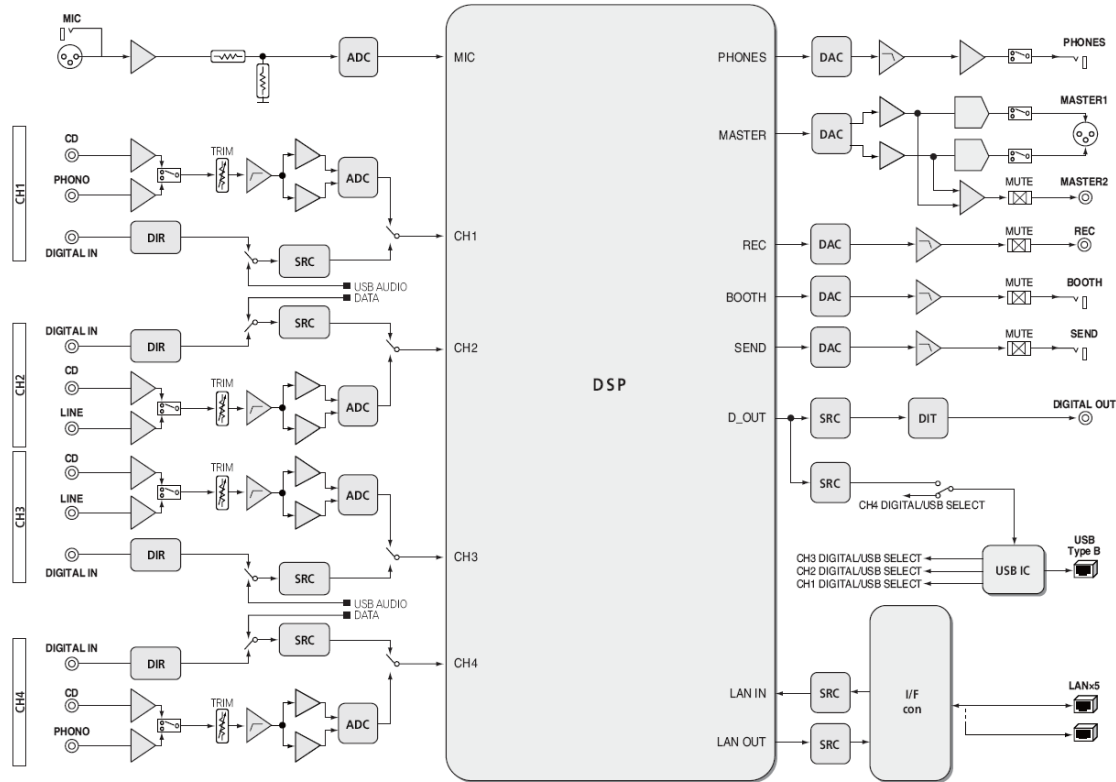 MIC
ADC
MIC
CH1
CD
PHONO
TRIM
ADC
DIGITAL IN
DIR
SRC
CH1
USB AUDIO
DATA
CH2
DIGITAL IN
DIR
SRC
CH2
CD
LINE
TRIM
ADC
CH3
CD
LINE
TRIM
ADC
DIGITAL IN
DIR
SRC
CH3
USB AUDIO
DATA
CH4
DIGITAL IN
DIR
SRC
CH4
CD
PHONO
TRIM
ADC
DSP
PHONES
DAC
PHONES
MASTER
DAC
MASTER1
MUTE
MASTER2
REC
DAC
MUTE
REC
BOOTH
DAC
MUTE
BOOTH
SEND
DAC
MUTE
SEND
D_OUT
SRC
DIT
DIGITAL OUT
SRC
CH4 DIGITAL/USB SELECT
CH3 DIGITAL/USB SELECT
CH2 DIGITAL/USB SELECT
CH1 DIGITAL/USB SELECT
USB IC
USB
Type B
LAN IN
SRC
I/F
con
LAN×5
LAN OUT
SRC